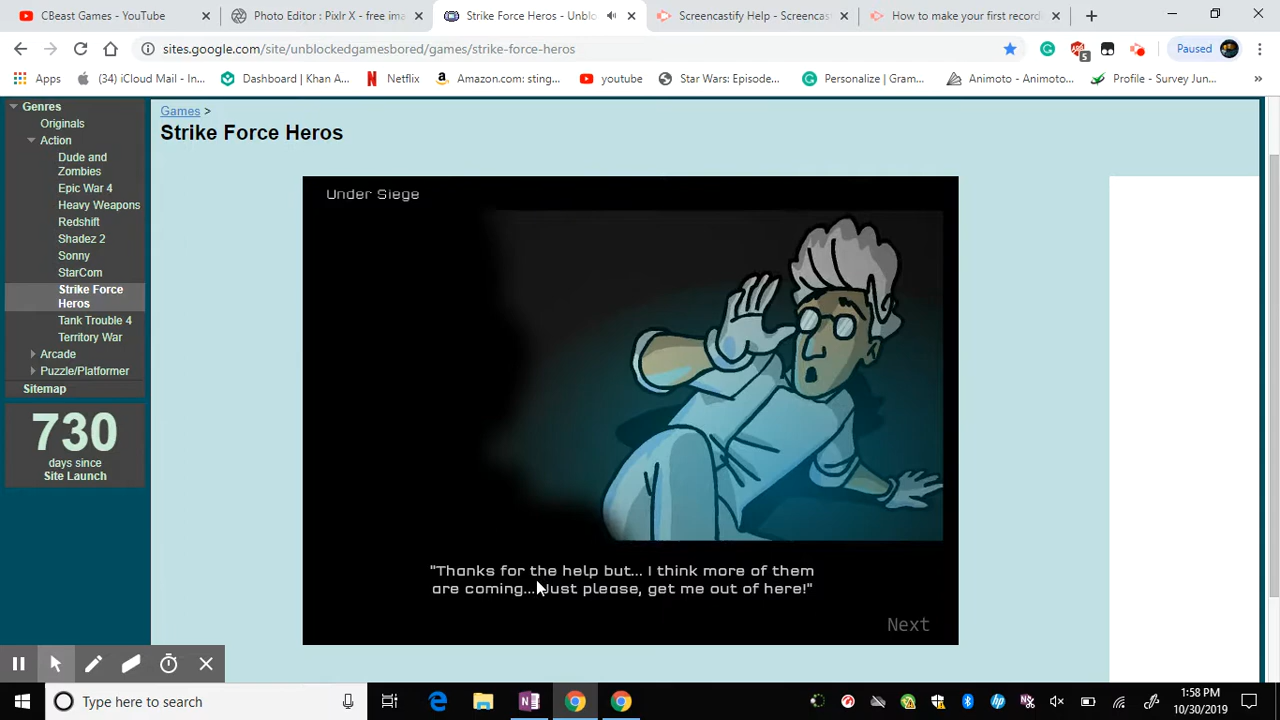 CBeast Games - YouTube
Photo Editor : Pixlr X - free ima
Strike Force Heros - Unblo
Screencastify Help - Screencas
How to make your first recordi
sites.google.com/site/unblockedgamesbored/games/strike-force-heros
5
Paused
Apps
(34) iCloud Mail - In...
Dashboard | Khan A...
Netflix
Amazon.com: sting...
youtube
Star Wars: Episode...
Personalize | Gram...
Animoto - Animoto...
Profile - Survey Jun...
»
Genres
Originals
Action
Dude and
Zombies
Epic War 4
Heavy Weapons
Redshift
Shadez 2
Sonny
StarCom
Strike Force
Heros
Tank Trouble 4
Territory War
Arcade
Puzzle/Platformer
Sitemap
730
days since
Site Launch
Games >
Strike Force Heros
Under Siege
"Thanks for the help but... I think more of them
are coming... Just please, get me out of here!"
Next
Type here to search
1:58 PM
10/30/2019